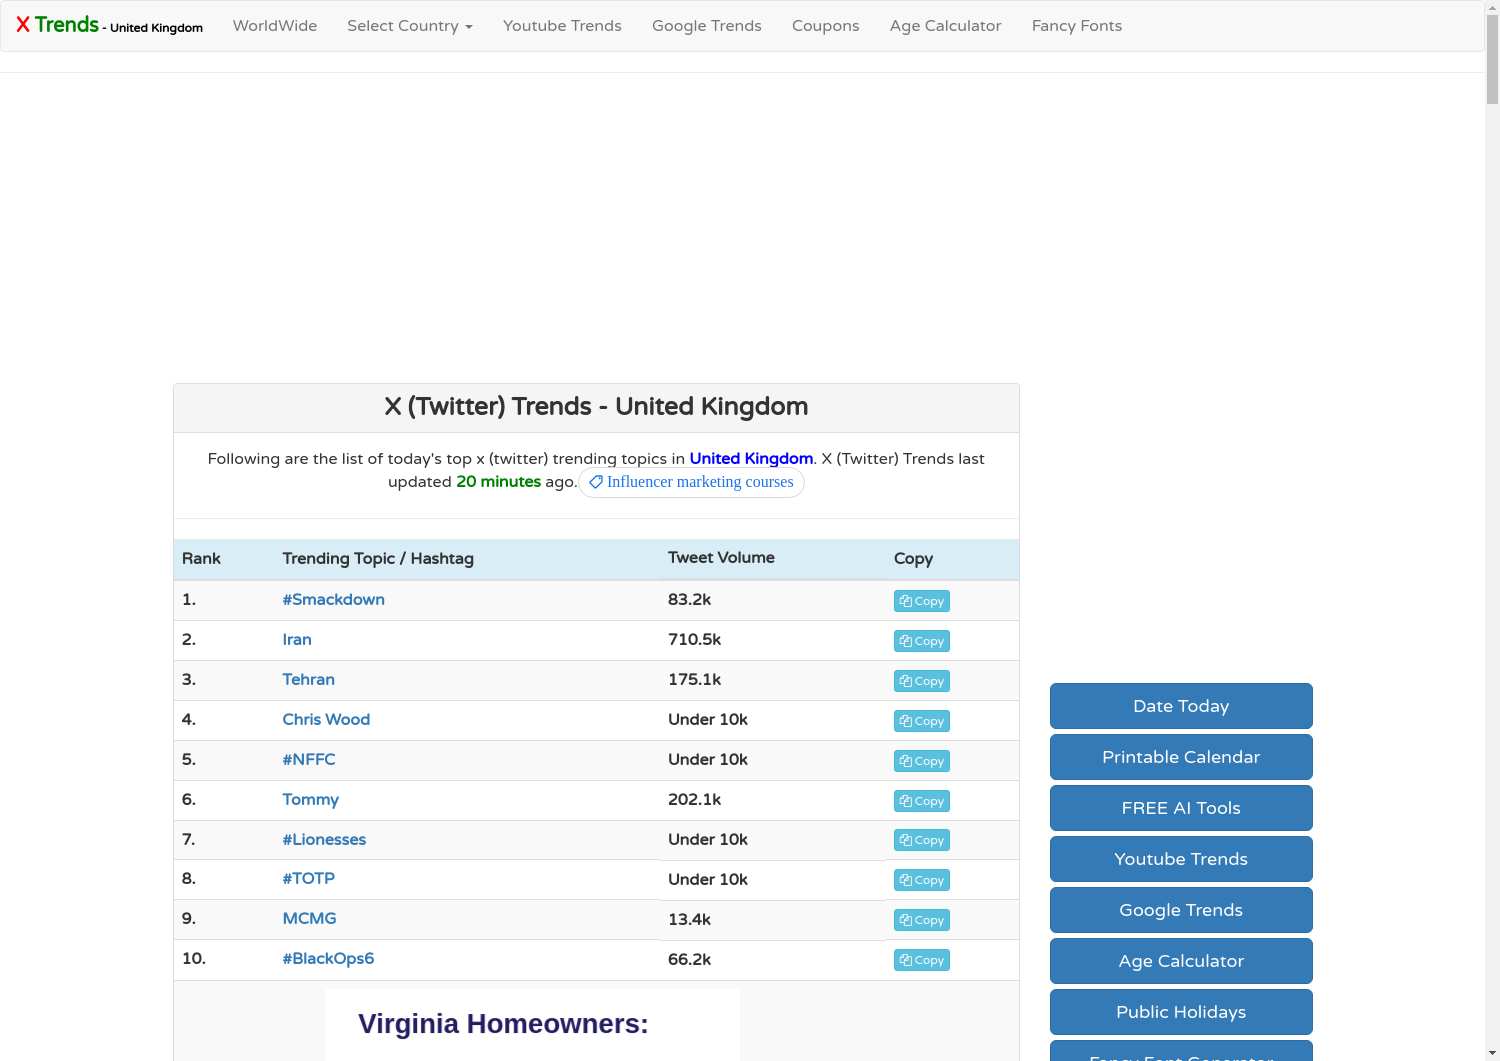 X Trends - United Kingdom WorldWide Select Country Youtube Trends Google Trends Coupons Age Calculator Fancy Fonts
X (Twitter) Trends - United Kingdom
Following are the list of today's top x (twitter) trending topics in United Kingdom. X (Twitter) Trends last
updated 20 minutes ago. Influencer marketing courses
Rank Trending Topic / Hashtag Tweet Volume Copy
1. #Smackdown 83.2k Copy
2. Iran 710.5k Copy
3. Tehran 175.1k Copy
4. Chris Wood Under 10k Copy
5. #NFFC Under 10k Copy
6. Tommy 202.1k Copy
7. #Lionesses Under 10k Copy
8. #TOTP Under 10k Copy
9. MCMG 13.4k Copy
10. #BlackOps6 66.2k Copy
Virginia Homeowners:
Date Today
Printable Calendar
FREE AI Tools
Youtube Trends
Google Trends
Age Calculator
Public Holidays
Fancy Font Generator